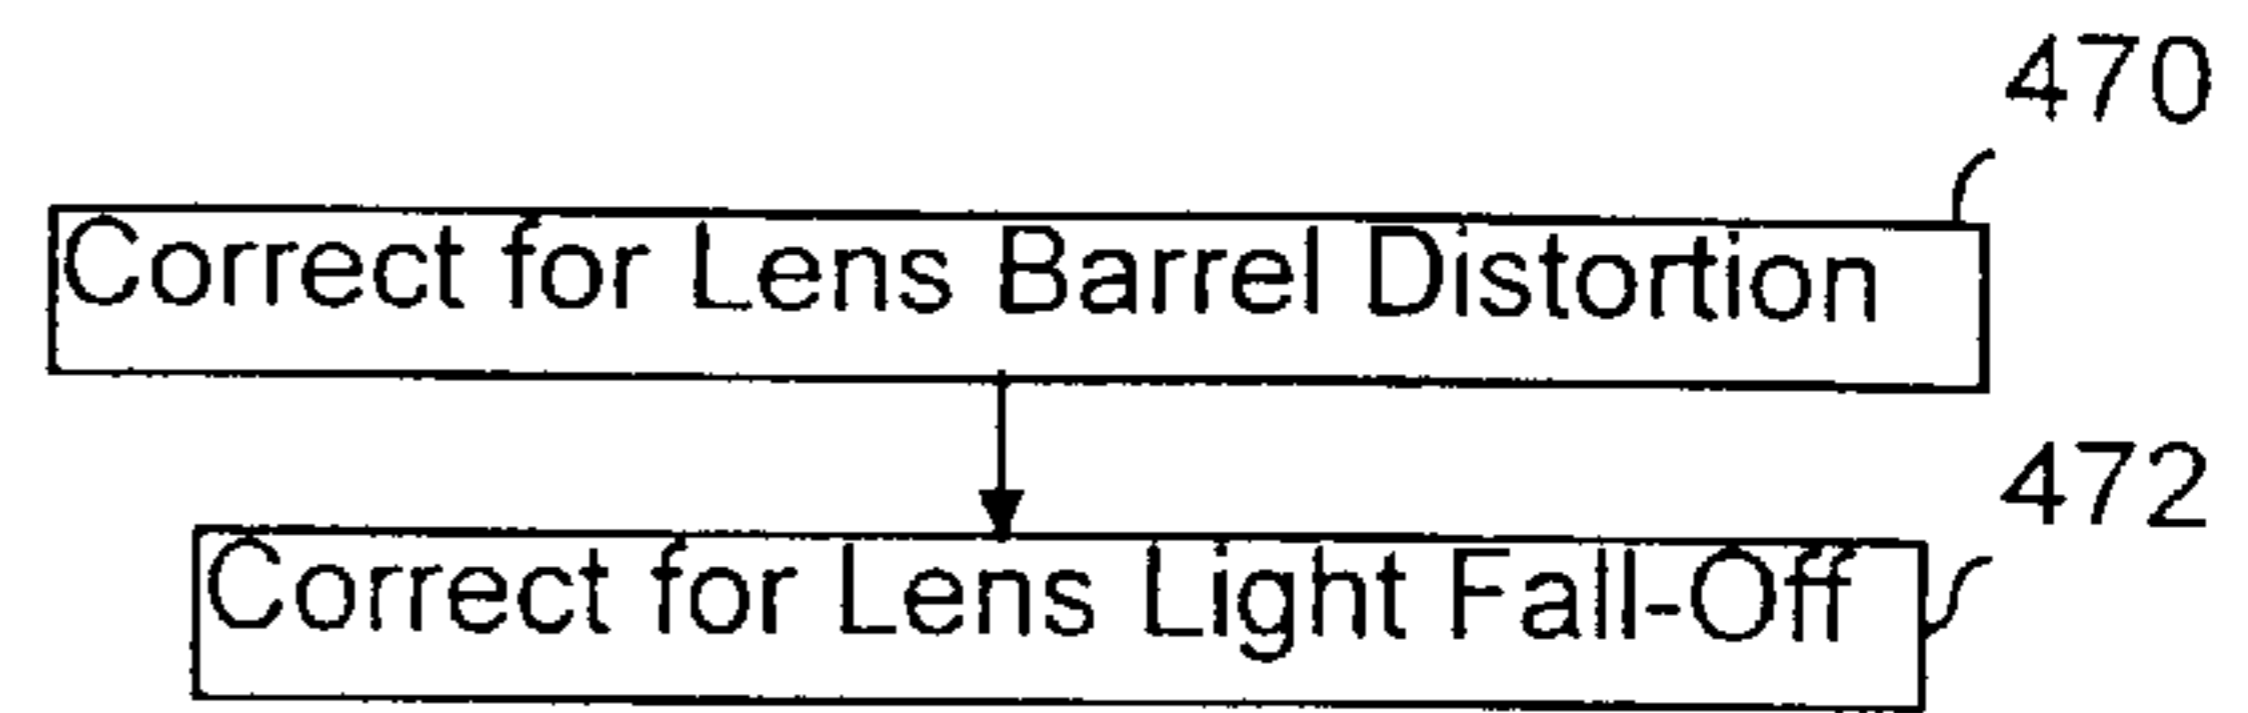 470
Correct for Lens Barrel Distortion
472
Correct for Lens Light Fall-Off